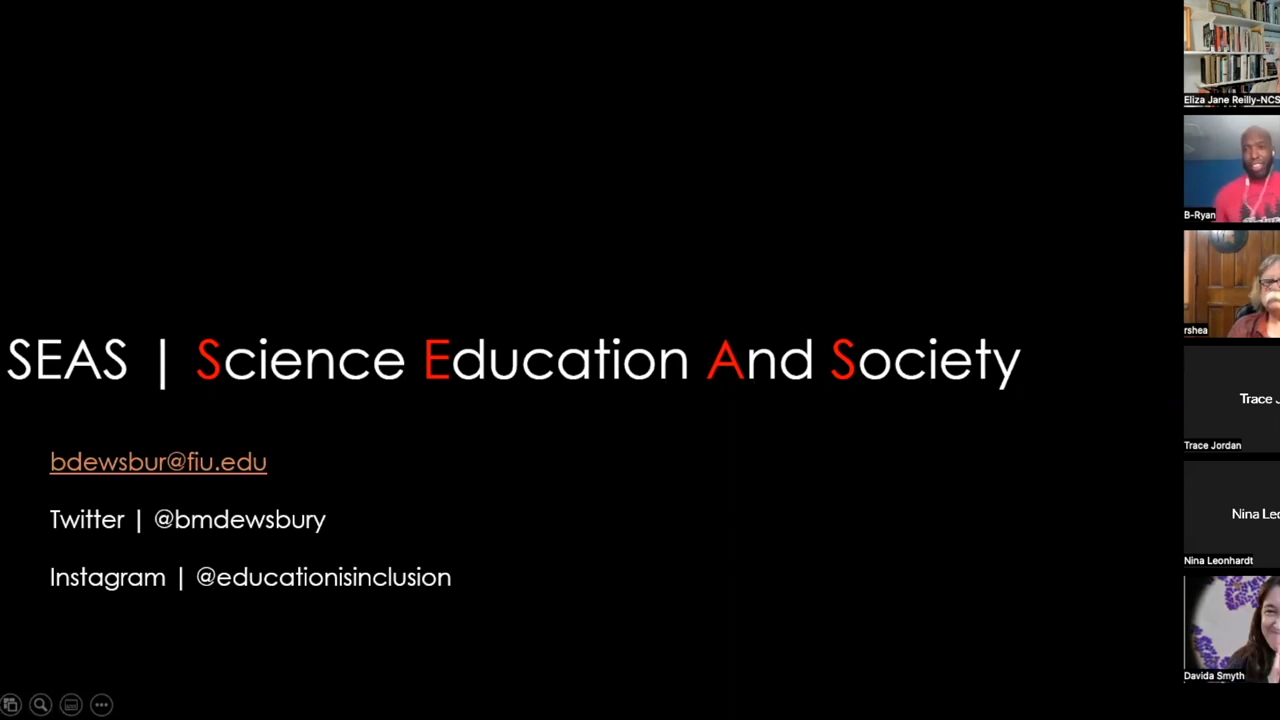 SEAS | Science Education And Society
bdewsbur@fiu.edu
Twitter | @bmdewsbury
Instagram | @educationisinclusion
Eliza Jane Reilly-NCS
B-Ryan
rshea
Trace J
Trace Jordan
Nina Leo
Nina Leonhardt
Davida Smyth